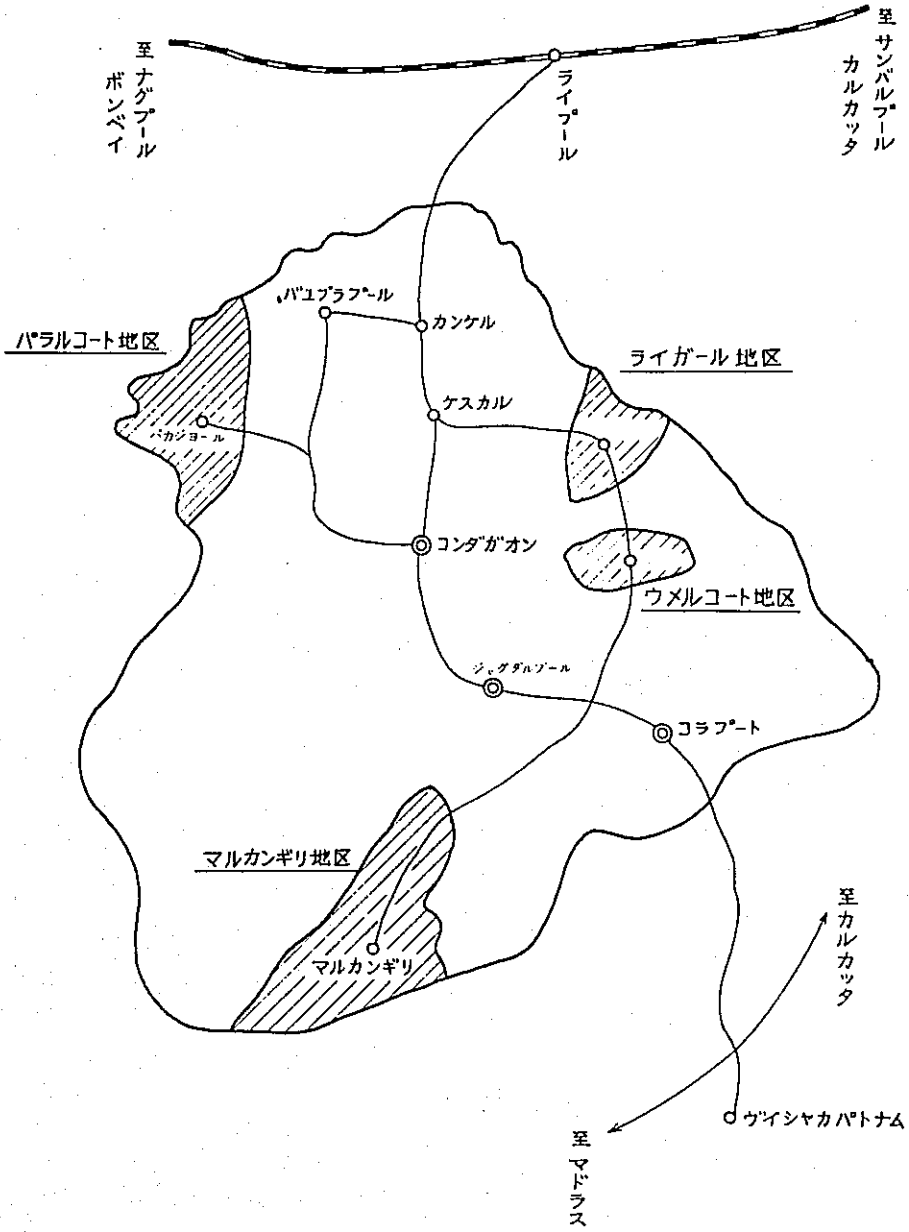 至ナグプール
ボンベイ
ライプール
至サンバルプール
カルカッタ
バユプラプール
カンケル
パラルコート地区
ライガール地区
ケスカル
パカジョール
コンダガオン
ウメルコート地区
ジャグダルプール
コラプート
マルカンギリ地区
マルカンギリ
至カルカッタ
ヴイシャカパトナム
至マドラス